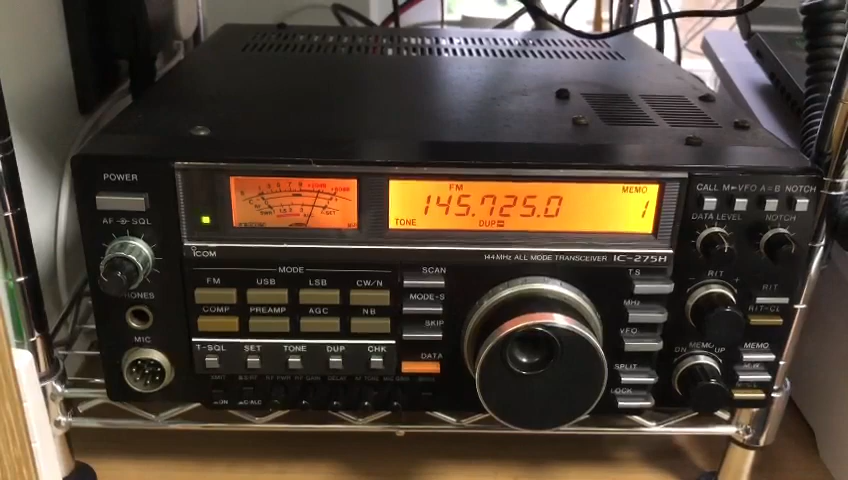 POWER
AF SQL
PHONES
MIC
FM MEMO
145.725.0 1
TONE DUP
ICOM
144MHz ALL MODE TRANSCEIVER IC-275H
MODE
FM USB LSB CW/N
COMP PREAMP AGC NB
T-SQL SET TONE DUP CHK
SCAN
MODE-S
SKIP
DATA
TS
MHz
VFO
SPLIT
LOCK
CALL M►VFO A=B NOTCH
DATA LEVEL NOTCH
RIT
RIT
RIT-CL
DN MEMO UP
MEMO